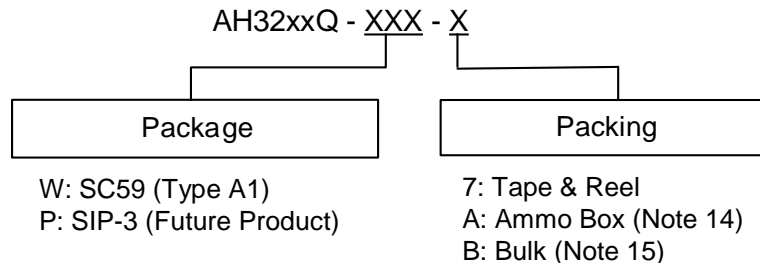 AH32xxQ - XXX - X
Package
Packing
W: SC59 (Type A1)
P: SIP-3 (Future Product)
7: Tape & Reel
A: Ammo Box (Note 14)
B: Bulk (Note 15)